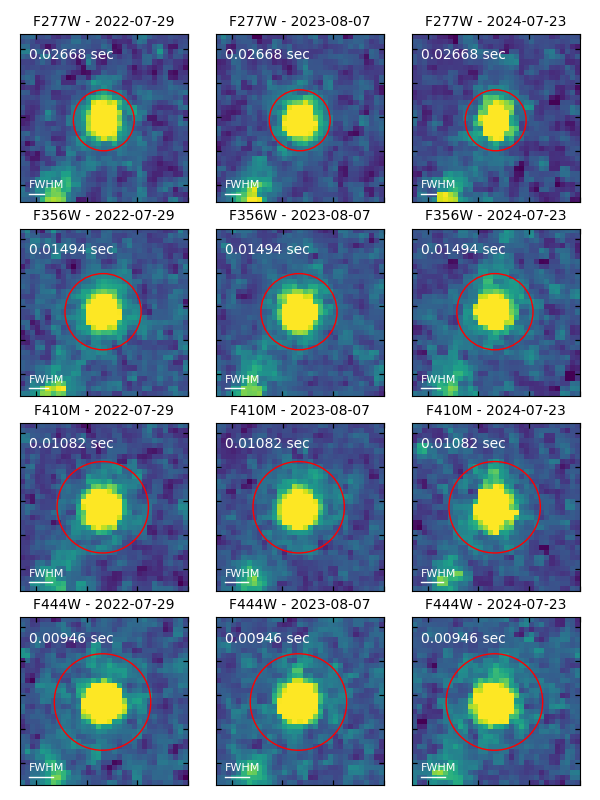 F277W - 2022-07-29 F277W - 2023-08-07 F277W - 2024-07-23
0.02668 sec 0.02668 sec 0.02668 sec
FWHM FWHM FWHM
F356W - 2022-07-29 F356W - 2023-08-07 F356W - 2024-07-23
0.01494 sec 0.01494 sec 0.01494 sec
FWHM FWHM FWHM
F410M - 2022-07-29 F410M - 2023-08-07 F410M - 2024-07-23
0.01082 sec 0.01082 sec 0.01082 sec
FWHM FWHM FWHM
F444W - 2022-07-29 F444W - 2023-08-07 F444W - 2024-07-23
0.00946 sec 0.00946 sec 0.00946 sec
FWHM FWHM FWHM